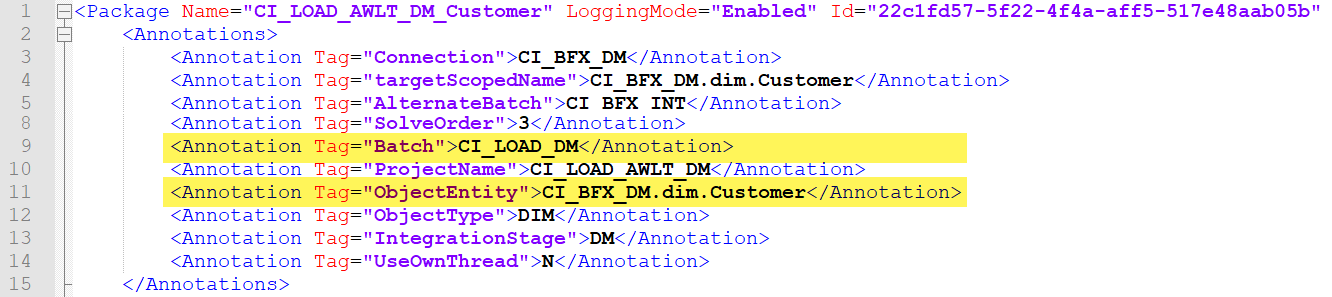 1 <Package Name="CI_LOAD_AWLT_DM_Customer" LoggingMode="Enabled" Id="22c1fd57-5f22-4f4a-aff5-517e48aab05b"
2 <Annotations>
3 <Annotation Tag="Connection">CI_BFX_DM</Annotation>
4 <Annotation Tag="targetScopedName">CI_BFX_DM.dim.Customer</Annotation>
5 <Annotation Tag="AlternateBatch">CI BFX INT</Annotation>
8 <Annotation Tag="SolveOrder">3</Annotation>
9 <Annotation Tag="Batch">CI_LOAD_DM</Annotation>
10 <Annotation Tag="ProjectName">CI_LOAD_AWLT_DM</Annotation>
11 <Annotation Tag="ObjectEntity">CI_BFX_DM.dim.Customer</Annotation>
12 <Annotation Tag="ObjectType">DIM</Annotation>
13 <Annotation Tag="IntegrationStage">DM</Annotation>
14 <Annotation Tag="UseOwnThread">N</Annotation>
15 </Annotations>